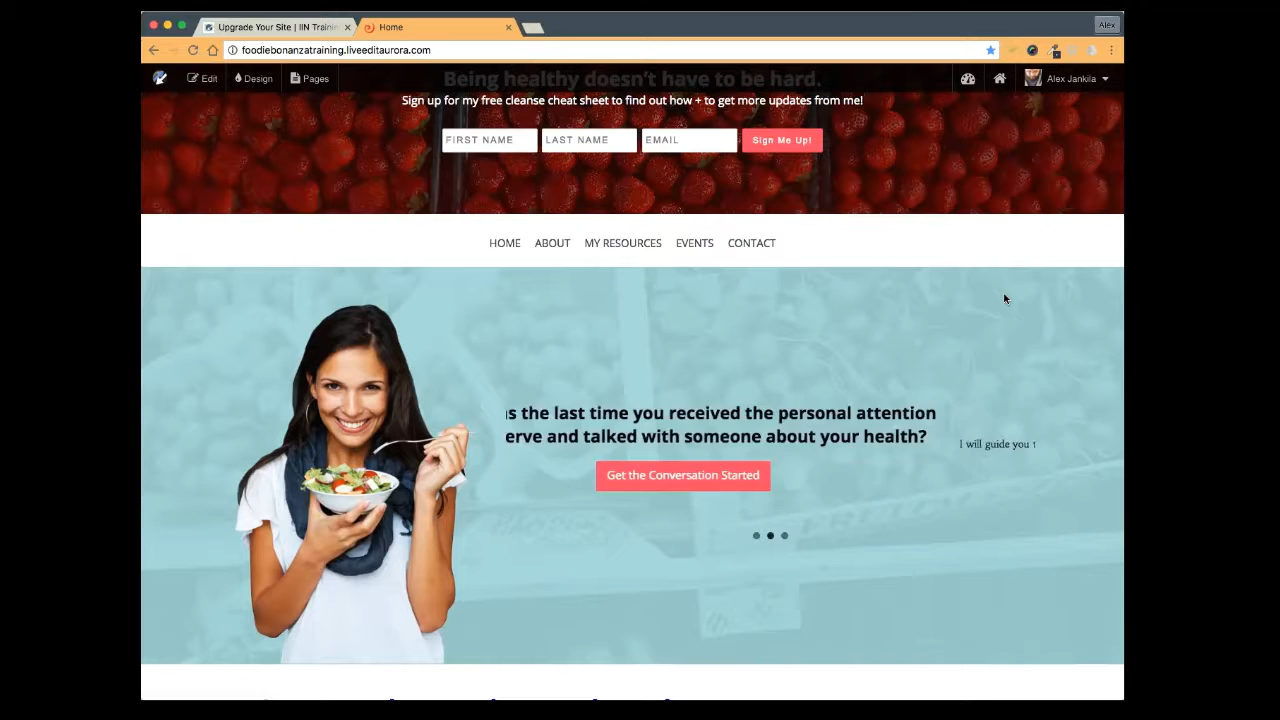 Upgrade Your Site | IIN Trainin
Home
Alex
foodiebonanzatraining.liveeditaurora.com
Edit
Design
Pages
Alex Jankila
Being healthy doesn't have to be hard.
Sign up for my free cleanse cheat sheet to find out how + to get more updates from me!
FIRST NAME
LAST NAME
EMAIL
Sign Me Up!
HOME
ABOUT
MY RESOURCES
EVENTS
CONTACT
s the last time you received the personal attention
erve and talked with someone about your health?
I will guide you t
Get the Conversation Started